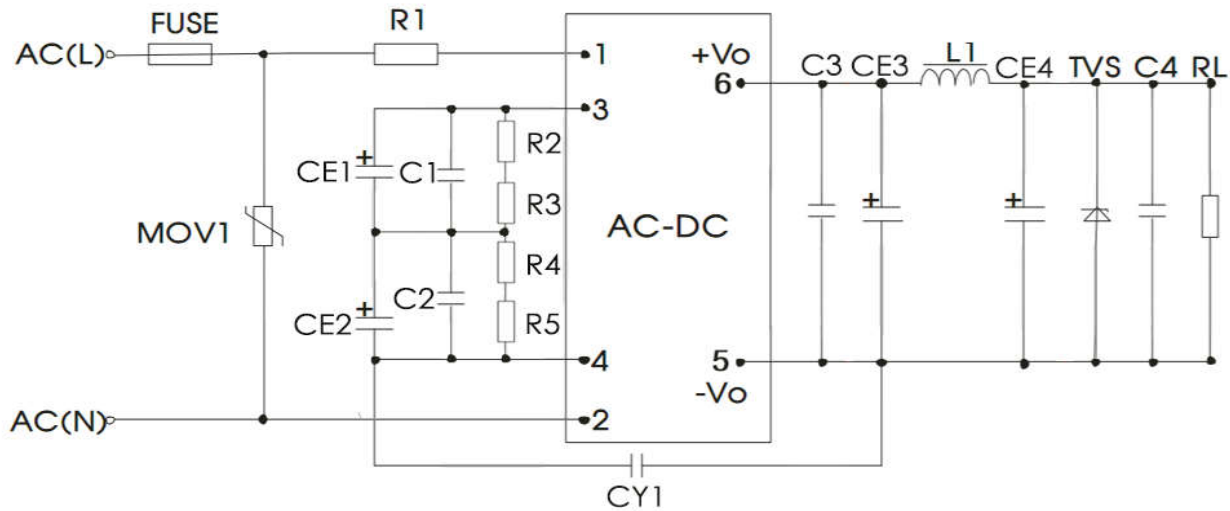 FUSE
R1
AC(L)
1
+Vo
6
C3
CE3
L1
CE4
TVS
C4
RL
3
R2
+
CE1
C1
R3
MOV1
AC-DC
+
+
R4
+
CE2
C2
R5
4
5
-Vo
AC(N)
2
CY1